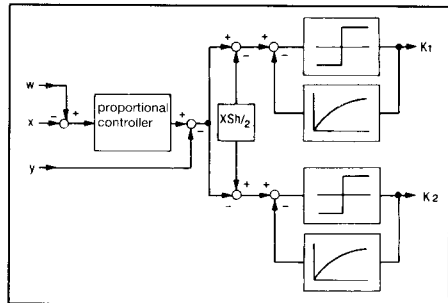 K1
w
proportional
controller
x
XSh/2
y
K2